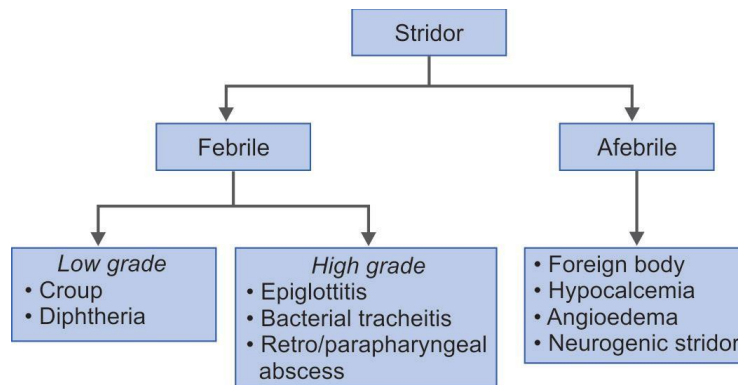 Stridor
Febrile
Afebrile
Low grade
• Croup
• Diphtheria
High grade
• Epiglottitis
• Bacterial tracheitis
• Retro/parapharyngeal
abscess
• Foreign body
• Hypocalcemia
• Angioedema
• Neurogenic stridor